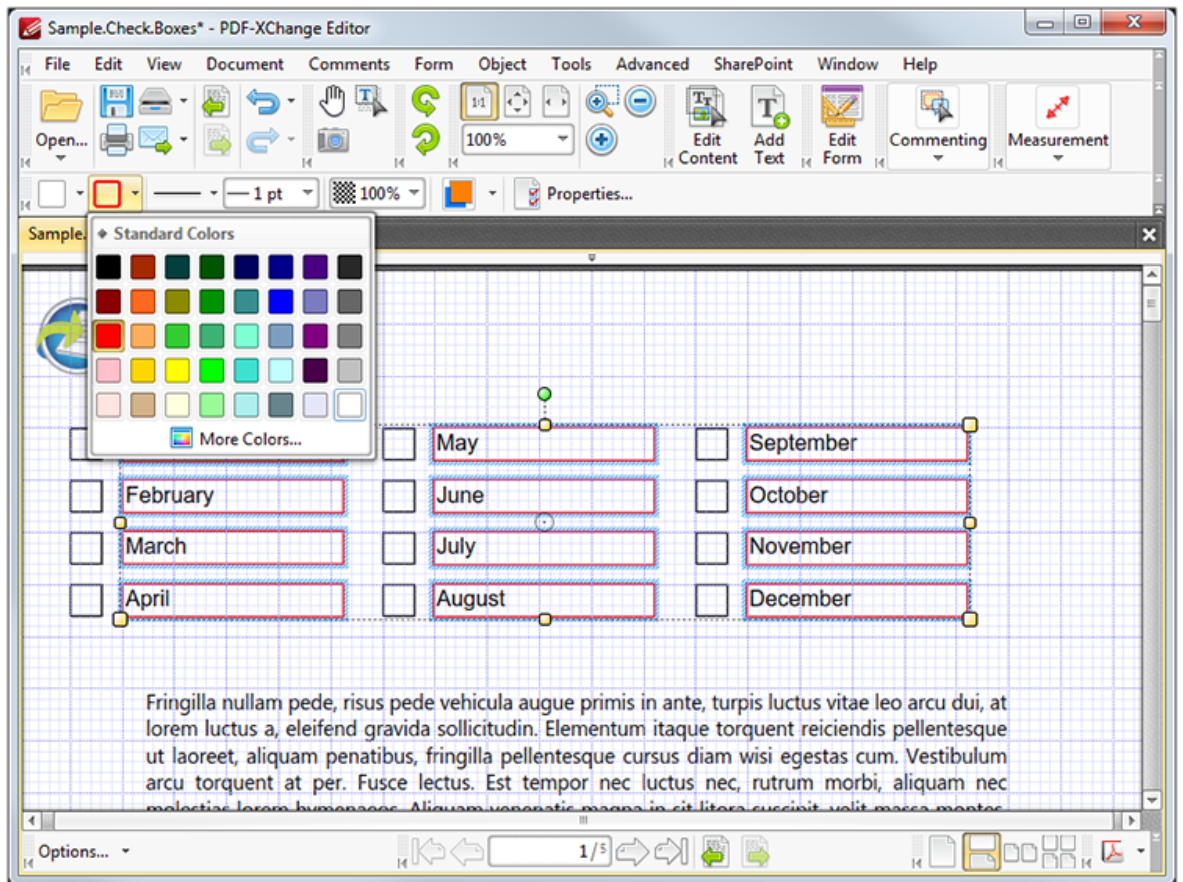 Sample.Check.Boxes* - PDF-XChange Editor
File Edit View Document Comments Form Object Tools Advanced SharePoint Window Help
Open...
1:1
100%
Edit Content
Add Text
Edit Form
Commenting
Measurement
1 pt
100%
Properties...
Sample.
Standard Colors
More Colors...
May
September
February
June
October
March
July
November
April
August
December
Fringilla nullam pede, risus pede vehicula augue primis in ante, turpis luctus vitae leo arcu dui, at
lorem luctus a, eleifend gravida sollicitudin. Elementum itaque torquent reiciendis pellentesque
ut laoreet, aliquam penatibus, fringilla pellentesque cursus diam wisi egestas cum. Vestibulum
arcu torquent at per. Fusce lectus. Est tempor nec luctus nec, rutrum morbi, aliquam nec
Options...
1/5